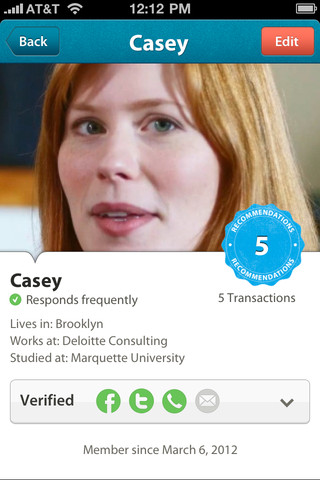 AT&T 12:12 PM
Back Casey Edit
RECOMMENDATIONS
5
RECOMMENDATIONS
Casey
Responds frequently
5 Transactions
Lives in: Brooklyn
Works at: Deloitte Consulting
Studied at: Marquette University
Verified
Member since March 6, 2012